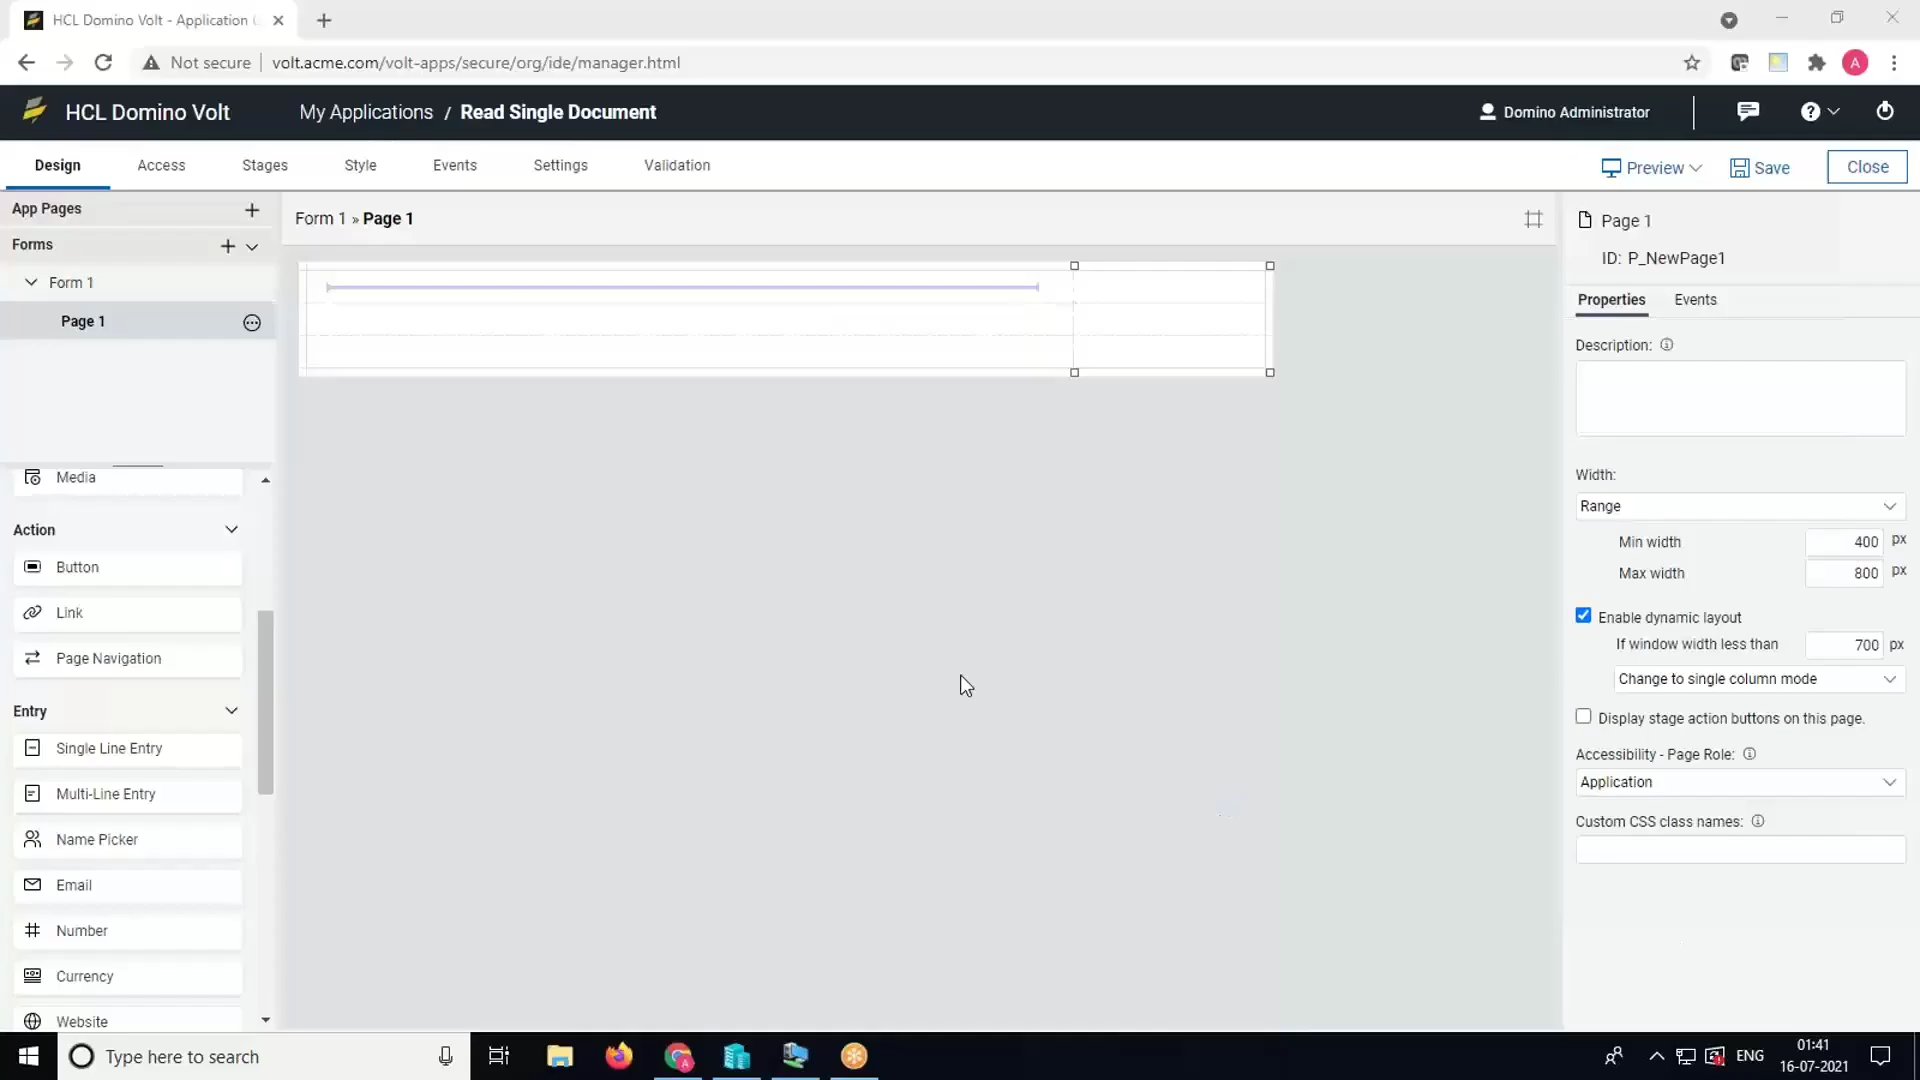 HCL Domino Volt - Application (
Not secure
volt.acme.com/volt-apps/secure/org/ide/manager.html
A
HCL Domino Volt
My Applications / Read Single Document
Domino Administrator
Design
Access
Stages
Style
Events
Settings
Validation
Preview
Save
Close
App Pages
Forms
Form 1
Page 1
Form 1 » Page 1
Media
Action
Button
Link
Page Navigation
Entry
Single Line Entry
Multi-Line Entry
Name Picker
Email
Number
Currency
Website
Page 1
ID: P_NewPage1
Properties
Events
Description:
Width:
Range
Min width 400 px
Max width 800 px
Enable dynamic layout
If window width less than 700 px
Change to single column mode
Display stage action buttons on this page.
Accessibility - Page Role:
Application
Custom CSS class names:
Type here to search
ENG
01:41
16-07-2021